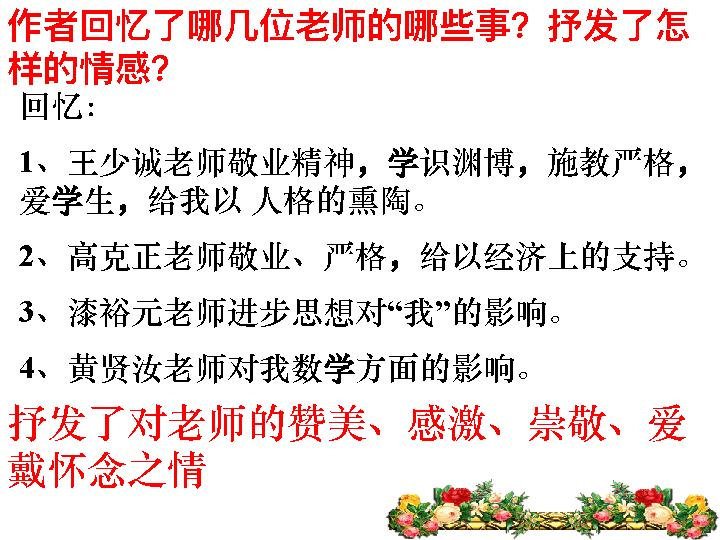 作者回忆了哪几位老师的哪些事？抒发了怎
样的情感？
回忆：
1、王少诚老师敬业精神，学识渊博，施教严格，
爱学生，给我以 人格的熏陶。
2、高克正老师敬业、严格，给以经济上的支持。
3、漆裕元老师进步思想对“我”的影响。
4、黄贤汝老师对我数学方面的影响。
抒发了对老师的赞美、感激、崇敬、爱
戴怀念之情